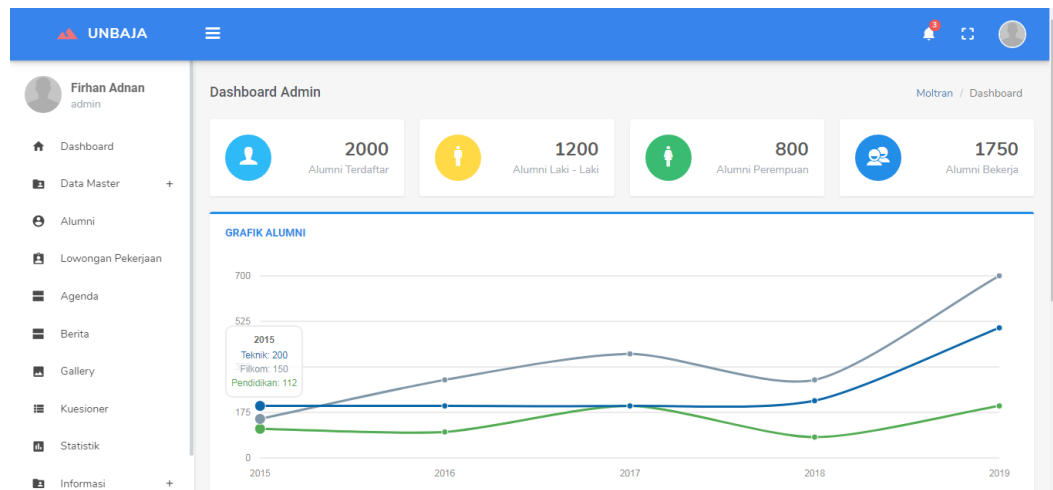 UNBAJA
3
Firhan Adnan
admin
Dashboard
Data Master +
Alumni
Lowongan Pekerjaan
Agenda
Berita
Gallery
Kuesioner
Statistik
Informasi +
Dashboard Admin
Moltran / Dashboard
2000
Alumni Terdaftar
1200
Alumni Laki - Laki
800
Alumni Perempuan
1750
Alumni Bekerja
GRAFIK ALUMNI
700
525
2015
Teknik: 200
Filkom: 150
Pendidikan: 112
175
0
2015 2016 2017 2018 2019